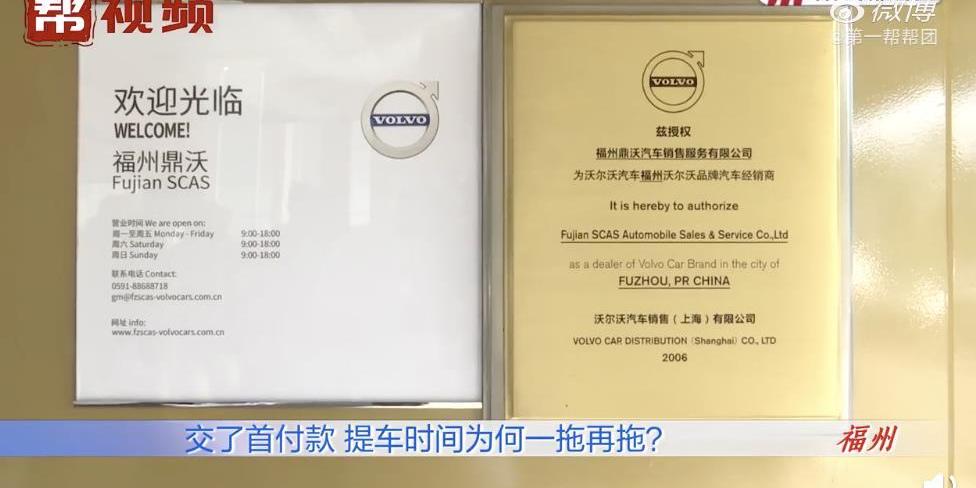 帮视频
微博
@第一帮帮团
欢迎光临
WELCOME!
福州鼎沃
Fujian SCAS
VOLVO
营业时间 We are open on:
周一至周五 Monday - Friday 9:00-18:00
周六 Saturday 9:00-18:00
周日 Sunday 9:00-18:00
联系电话 Contact:
0591-88688718
gm@fzscas-volvocars.com.cn
网址 info:
www.fzscas-volvocars.com.cn
VOLVO
兹授权
福州鼎沃汽车销售服务有限公司
为沃尔沃汽车福州沃尔沃品牌汽车经销商
It is hereby to authorize
Fujian SCAS Automobile Sales & Service Co.,Ltd
as a dealer of Volvo Car Brand in the city of
FUZHOU, PR CHINA
沃尔沃汽车销售（上海）有限公司
VOLVO CAR DISTRIBUTION (Shanghai) CO., LTD
2006
交了首付款 提车时间为何一拖再拖?
福州